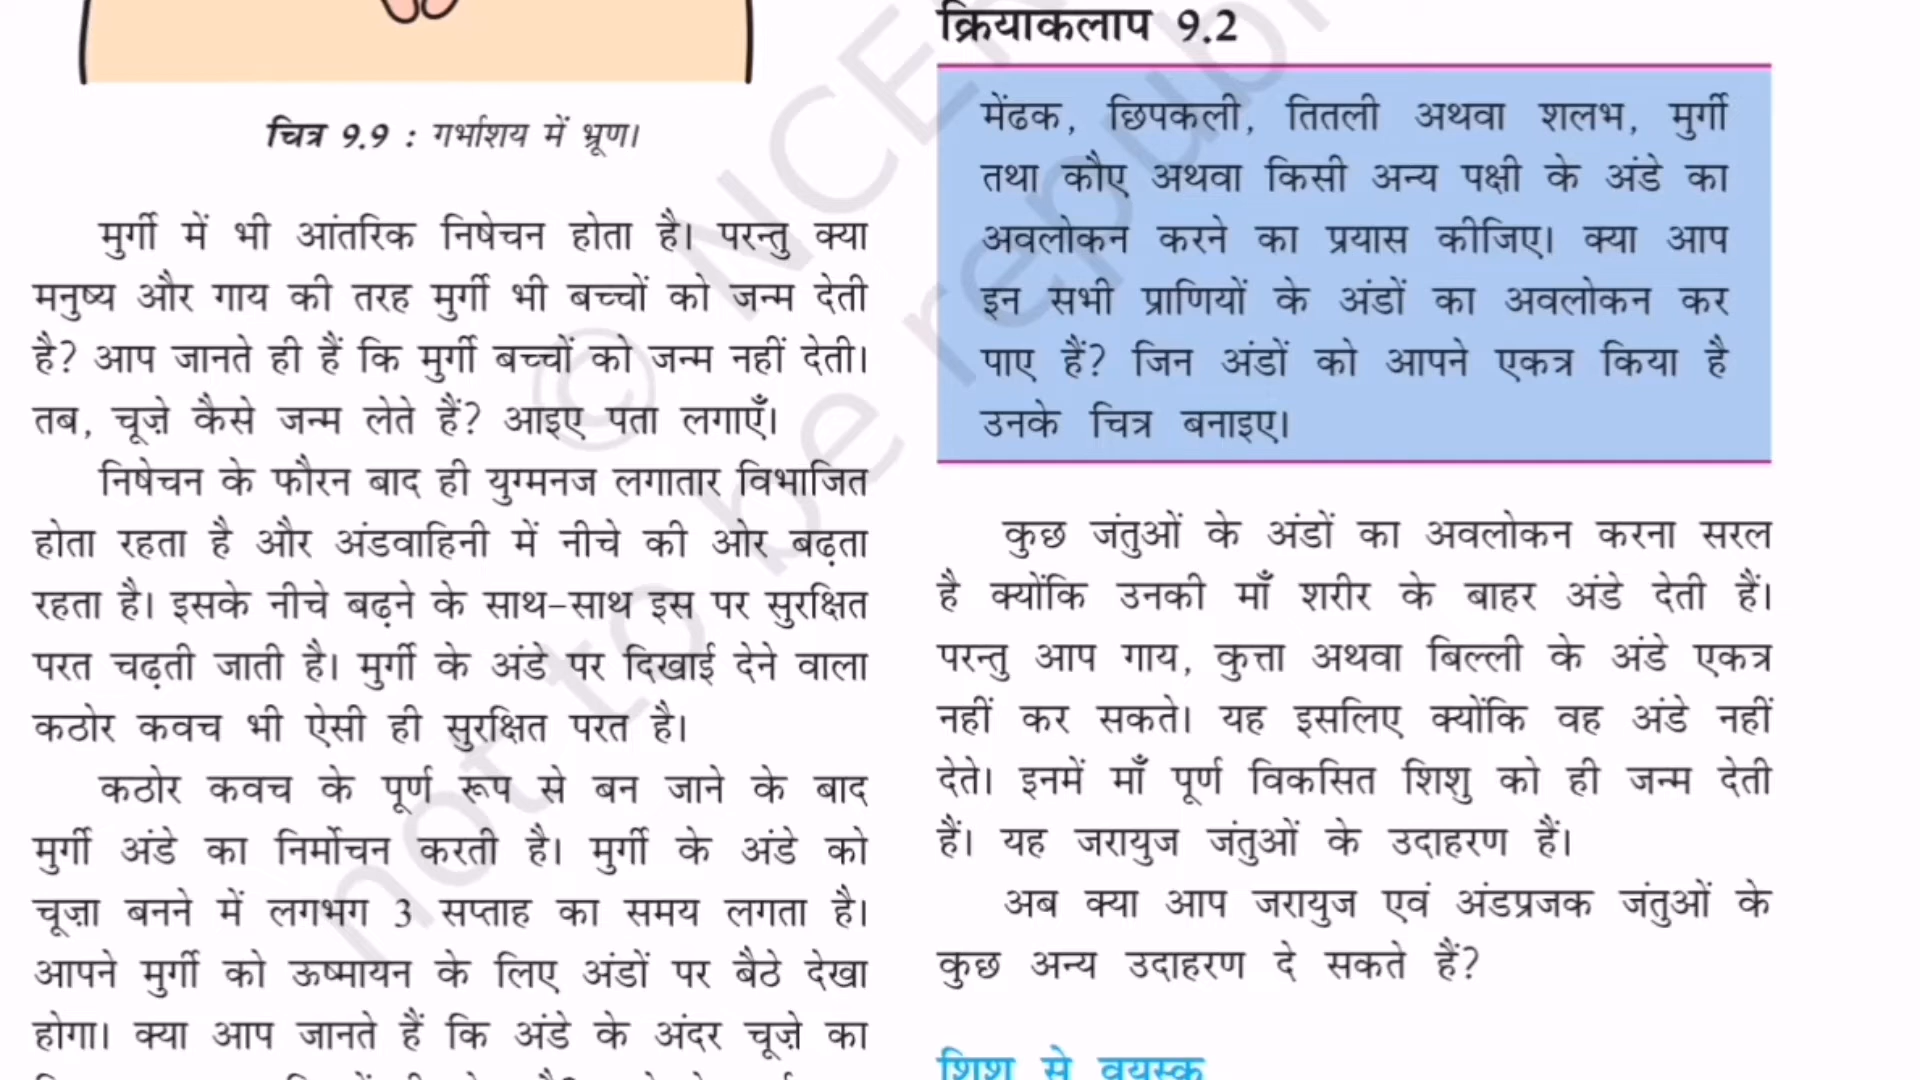 चित्र 9.9 : गर्भाशय में भ्रूण।
मुर्गी में भी आंतरिक निषेचन होता है। परन्तु क्या
मनुष्य और गाय की तरह मुर्गी भी बच्चों को जन्म देती
है? आप जानते ही हैं कि मुर्गी बच्चों को जन्म नहीं देती।
तब, चूज़े कैसे जन्म लेते हैं? आइए पता लगाएँ।
निषेचन के फौरन बाद ही युग्मनज लगातार विभाजित
होता रहता है और अंडवाहिनी में नीचे की ओर बढ़ता
रहता है। इसके नीचे बढ़ने के साथ-साथ इस पर सुरक्षित
परत चढ़ती जाती है। मुर्गी के अंडे पर दिखाई देने वाला
कठोर कवच भी ऐसी ही सुरक्षित परत है।
कठोर कवच के पूर्ण रूप से बन जाने के बाद
मुर्गी अंडे का निर्मोचन करती है। मुर्गी के अंडे को
चूज़ा बनने में लगभग 3 सप्ताह का समय लगता है।
आपने मुर्गी को ऊष्मायन के लिए अंडों पर बैठे देखा
होगा। क्या आप जानते हैं कि अंडे के अंदर चूज़े का
क्रियाकलाप 9.2
मेंढक, छिपकली, तितली अथवा शलभ, मुर्गी
तथा कौए अथवा किसी अन्य पक्षी के अंडे का
अवलोकन करने का प्रयास कीजिए। क्या आप
इन सभी प्राणियों के अंडों का अवलोकन कर
पाए हैं? जिन अंडों को आपने एकत्र किया है
उनके चित्र बनाइए।
कुछ जंतुओं के अंडों का अवलोकन करना सरल
है क्योंकि उनकी माँ शरीर के बाहर अंडे देती हैं।
परन्तु आप गाय, कुत्ता अथवा बिल्ली के अंडे एकत्र
नहीं कर सकते। यह इसलिए क्योंकि वह अंडे नहीं
देते। इनमें माँ पूर्ण विकसित शिशु को ही जन्म देती
हैं। यह जरायुज जंतुओं के उदाहरण हैं।
अब क्या आप जरायुज एवं अंडप्रजक जंतुओं के
कुछ अन्य उदाहरण दे सकते हैं?
शिशु से वयस्क
© NCE
not to be republ